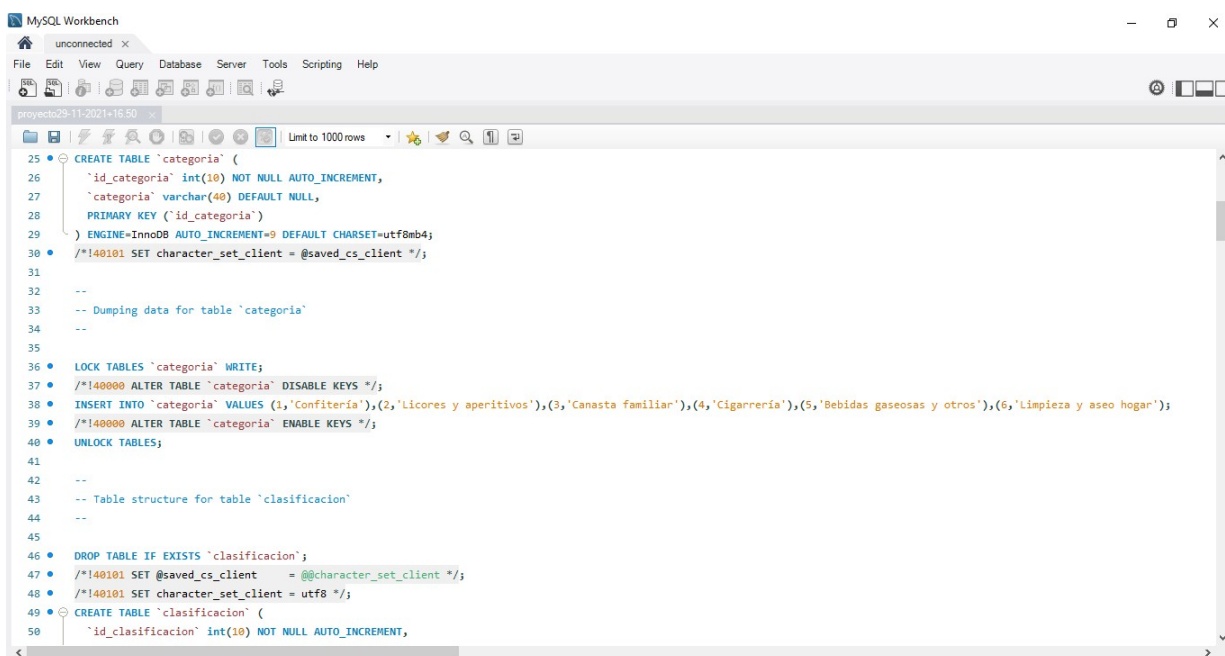 MySQL Workbench
unconnected ×
File Edit View Query Database Server Tools Scripting Help
proyecto29-11-2021+16.50 ×
Limit to 1000 rows
25 CREATE TABLE `categoria` (
26 `id_categoria` int(10) NOT NULL AUTO_INCREMENT,
27 `categoria` varchar(40) DEFAULT NULL,
28 PRIMARY KEY (`id_categoria`)
29 ) ENGINE=InnoDB AUTO_INCREMENT=9 DEFAULT CHARSET=utf8mb4;
30 /*!40101 SET character_set_client = @saved_cs_client */;
31
32 --
33 -- Dumping data for table `categoria`
34 --
35
36 LOCK TABLES `categoria` WRITE;
37 /*!40000 ALTER TABLE `categoria` DISABLE KEYS */;
38 INSERT INTO `categoria` VALUES (1,'Confitería'),(2,'Licores y aperitivos'),(3,'Canasta familiar'),(4,'Cigarrería'),(5,'Bebidas gaseosas y otros'),(6,'Limpieza y aseo hogar');
39 /*!40000 ALTER TABLE `categoria` ENABLE KEYS */;
40 UNLOCK TABLES;
41
42 --
43 -- Table structure for table `clasificacion`
44 --
45
46 DROP TABLE IF EXISTS `clasificacion`;
47 /*!40101 SET @saved_cs_client     = @@character_set_client */;
48 /*!40101 SET character_set_client = utf8 */;
49 CREATE TABLE `clasificacion` (
50 `id_clasificacion` int(10) NOT NULL AUTO_INCREMENT,